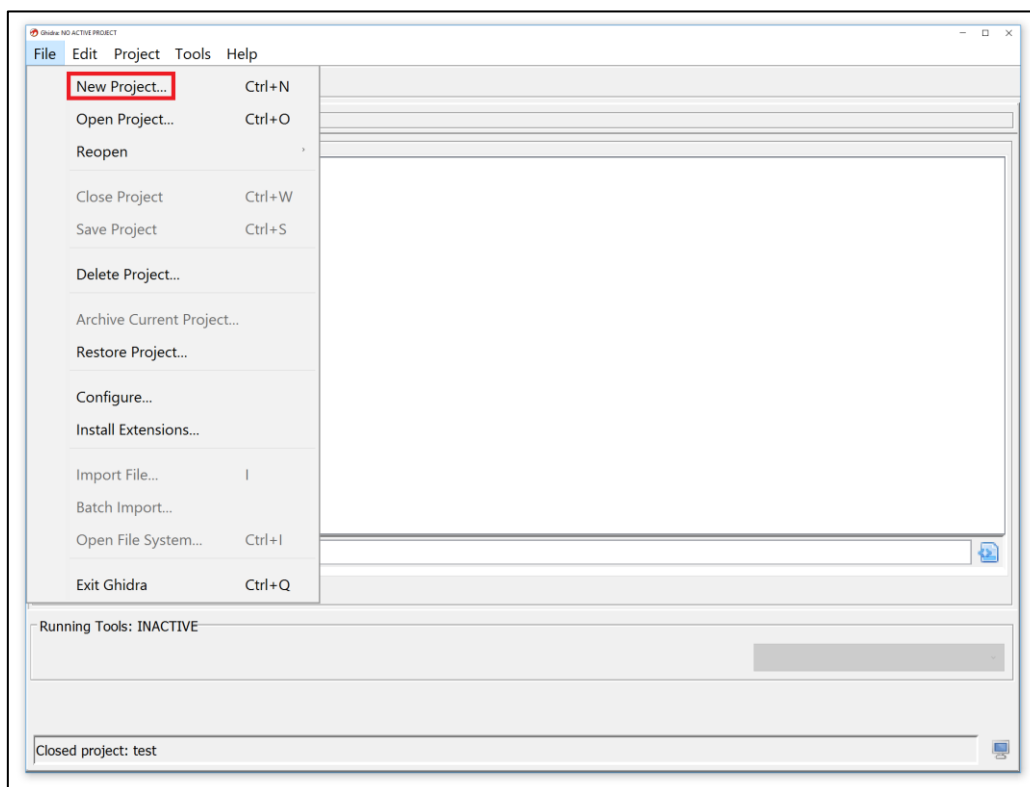 Ghidra: NO ACTIVE PROJECT
File Edit Project Tools Help
New Project... Ctrl+N
Open Project... Ctrl+O
Reopen
Close Project Ctrl+W
Save Project Ctrl+S
Delete Project...
Archive Current Project...
Restore Project...
Configure...
Install Extensions...
Import File... I
Batch Import...
Open File System... Ctrl+I
Exit Ghidra Ctrl+Q
Running Tools: INACTIVE
Closed project: test